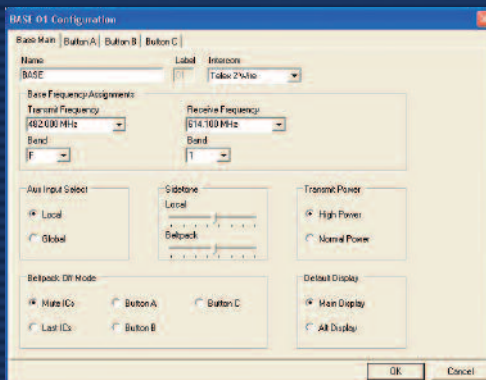 BASE 01 Configuration
Base Main Button A Button B Button C
Name Label Intercom
BASE 01 Telex 2Wire
Base Frequency Assignments
Transmit Frequency Receive Frequency
482.000 MHz 614.100 MHz
Band Band
F 1
Aux Input Select Sidetone Transmit Power
Local Local High Power
Global Beltpack Normal Power
Beltpack Off Mode Default Display
Mute ICs Button A Button C Main Display
Last ICs Button B Alt Display
OK Cancel